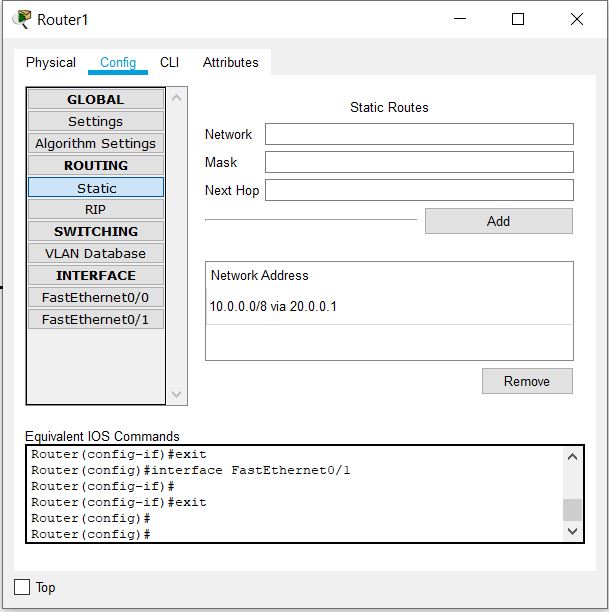 Router1
Physical Config CLI Attributes
GLOBAL
Settings
Algorithm Settings
ROUTING
Static
RIP
SWITCHING
VLAN Database
INTERFACE
FastEthernet0/0
FastEthernet0/1
Static Routes
Network
Mask
Next Hop
Add
Network Address
10.0.0.0/8 via 20.0.0.1
Remove
Equivalent IOS Commands
Router(config-if)#exit
Router(config)#interface FastEthernet0/1
Router(config-if)#
Router(config-if)#exit
Router(config)#
Router(config)#
Top